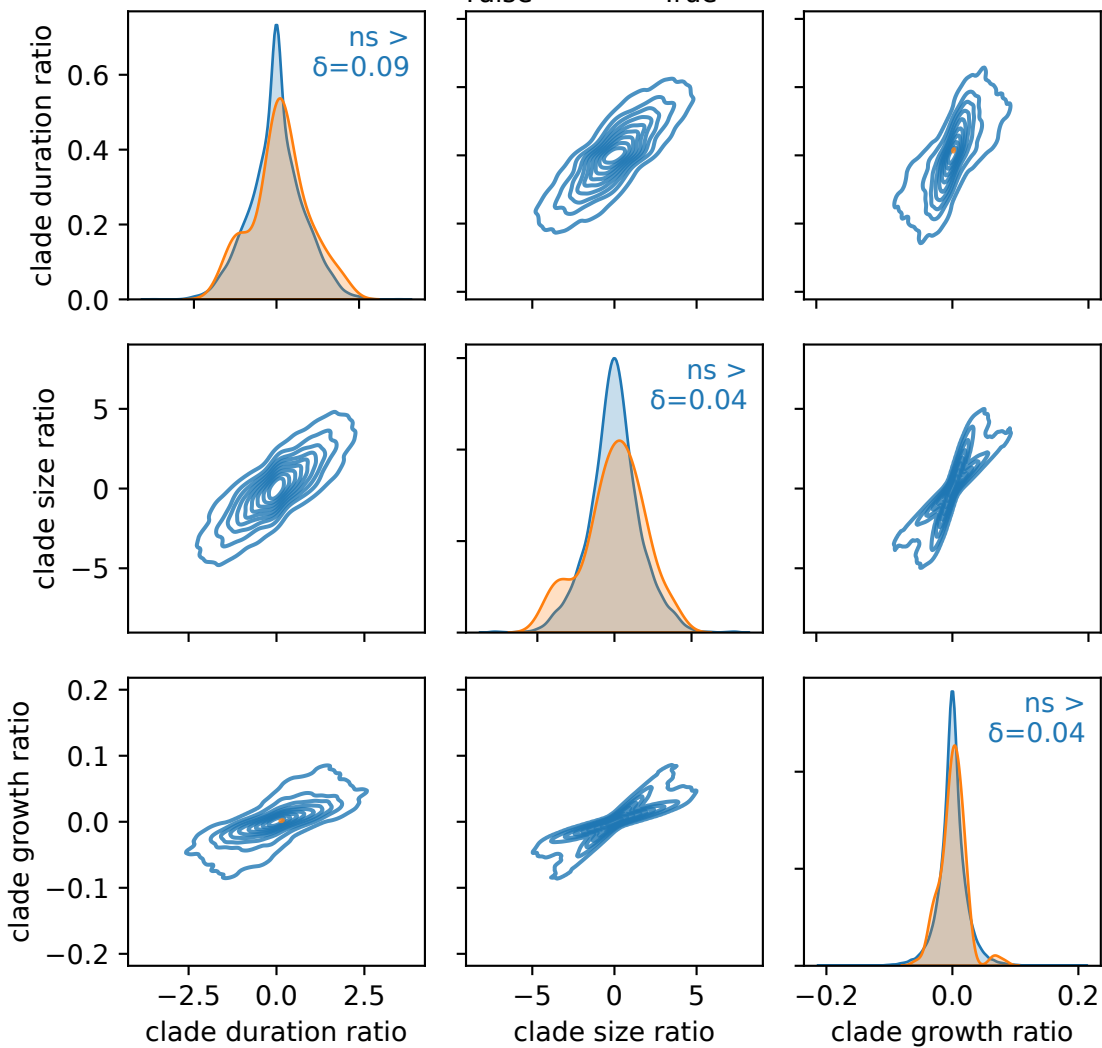 False True
clade duration ratio
0.6
0.4
0.2
0.0
ns >
δ=0.09
clade size ratio
5
0
−5
ns >
δ=0.04
clade growth ratio
0.2
0.1
0.0
−0.1
−0.2
ns >
δ=0.04
−2.5 0.0 2.5
−5 0 5
−0.2 0.0 0.2
clade duration ratio
clade size ratio
clade growth ratio